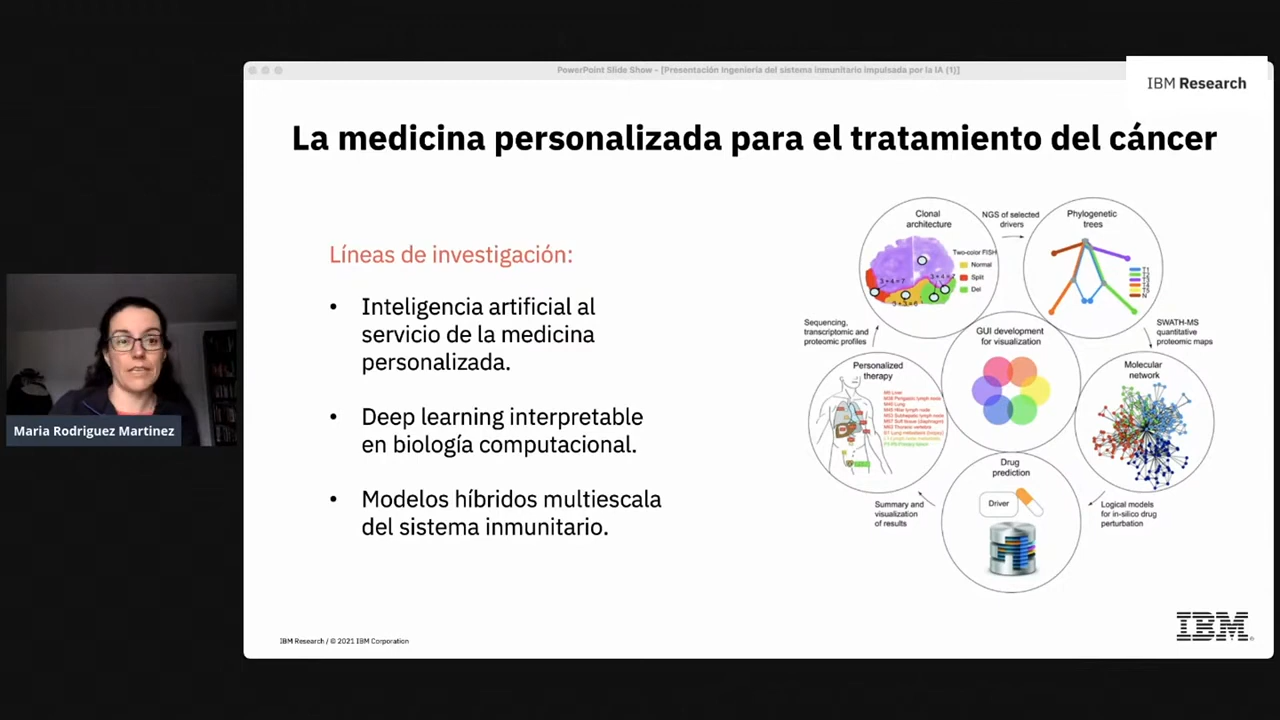 PowerPoint Slide Show - [Presentación Ingeniería del sistema inmunitario impulsada por la IA (1)]
IBM Research
La medicina personalizada para el tratamiento del cáncer
Líneas de investigación:
• Inteligencia artificial al
servicio de la medicina
personalizada.
• Deep learning interpretable
en biología computacional.
• Modelos híbridos multiescala
del sistema inmunitario.
Clonal
architecture
Two-color FISH
Normal
Split
Del
NGS of selected
drivers
Phylogenetic
trees
SWATH-MS
quantitative
proteomic maps
Molecular
network
Logical models
for in-silico drug
perturbation
Drug
prediction
Driver
Summary and
visualization
of results
Personalized
therapy
Sequencing,
transcriptomic and
proteomic profiles
GUI development
for visualization
Maria Rodriguez Martinez
IBM Research / © 2021 IBM Corporation
IBM